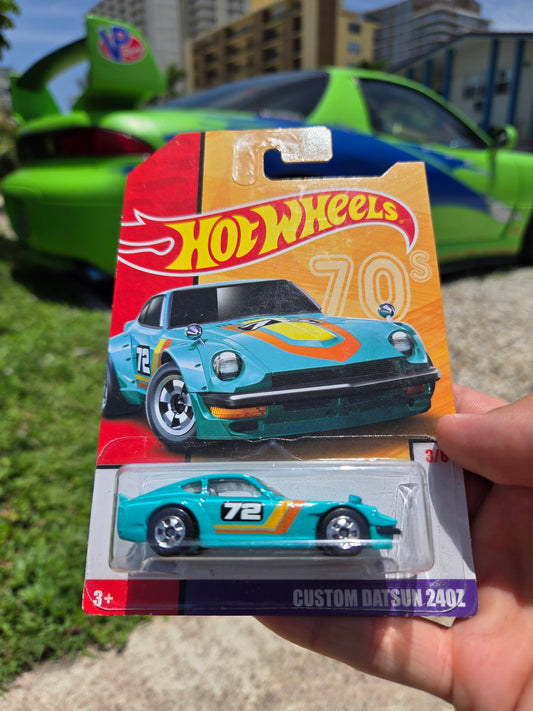 VP
HOT WHEELS
70s
72
72
3/
3+
CUSTOM DATSUN 240Z